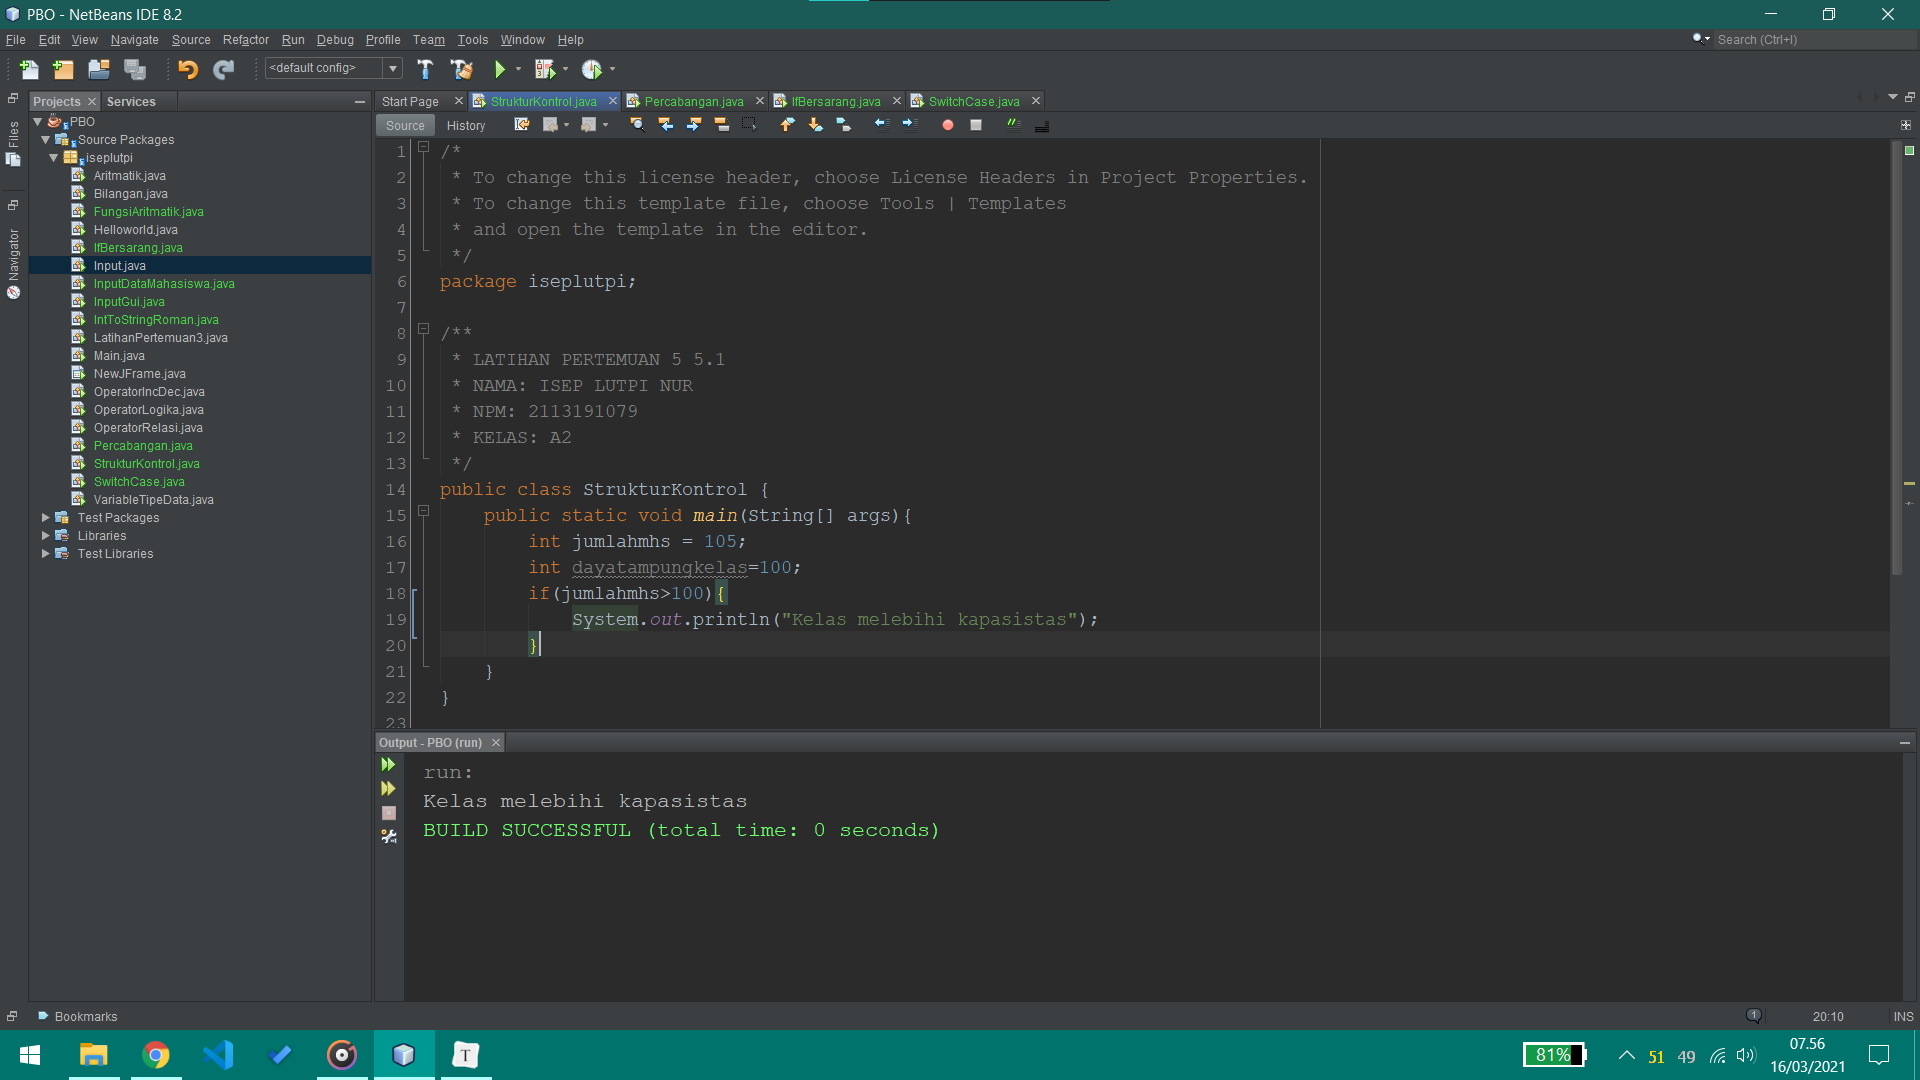 PBO - NetBeans IDE 8.2
File Edit View Navigate Source Refactor Run Debug Profile Team Tools Window Help
Search (Ctrl+I)
<default config>
Projects Services
Files
Navigator
PBO
Source Packages
iseplutpi
Aritmatik.java
Bilangan.java
FungsiAritmatik.java
Helloworld.java
IfBersarang.java
Input.java
InputDataMahasiswa.java
InputGui.java
IntToStringRoman.java
LatihanPertemuan3.java
Main.java
NewJFrame.java
OperatorIncDec.java
OperatorLogika.java
OperatorRelasi.java
Percabangan.java
StrukturKontrol.java
SwitchCase.java
VariableTipeData.java
Test Packages
Libraries
Test Libraries
Start Page StrukturKontrol.java Percabangan.java IfBersarang.java SwitchCase.java
Source History
1 /*
2 * To change this license header, choose License Headers in Project Properties.
3 * To change this template file, choose Tools | Templates
4 * and open the template in the editor.
5 */
6 package iseplutpi;
7
8 /**
9 * LATIHAN PERTEMUAN 5 5.1
10 * NAMA: ISEP LUTPI NUR
11 * NPM: 2113191079
12 * KELAS: A2
13 */
14 public class StrukturKontrol {
15 public static void main(String[] args){
16 int jumlahmhs = 105;
17 int dayatampungkelas=100;
18 if(jumlahmhs>100){
19 System.out.println("Kelas melebihi kapasistas");
20 }
21 }
22 }
23
Output - PBO (run)
run:
Kelas melebihi kapasistas
BUILD SUCCESSFUL (total time: 0 seconds)
Bookmarks
1
20:10 INS
T
81%
51 49
07.56
16/03/2021